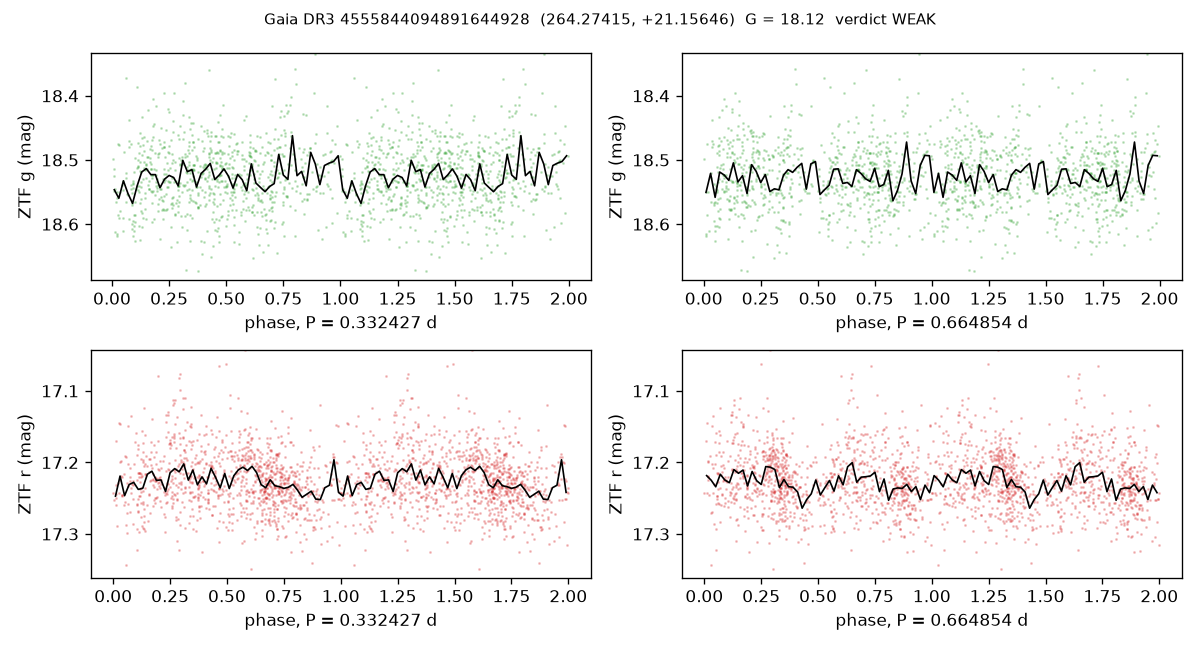 Gaia DR3 4555844094891644928  (264.27415, +21.15646)  G = 18.12  verdict WEAK
ZTF g (mag)
18.4
18.5
18.6
0.00 0.25 0.50 0.75 1.00 1.25 1.50 1.75 2.00
phase, P = 0.332427 d
ZTF g (mag)
18.4
18.5
18.6
0.00 0.25 0.50 0.75 1.00 1.25 1.50 1.75 2.00
phase, P = 0.664854 d
ZTF r (mag)
17.1
17.2
17.3
0.00 0.25 0.50 0.75 1.00 1.25 1.50 1.75 2.00
phase, P = 0.332427 d
ZTF r (mag)
17.1
17.2
17.3
0.00 0.25 0.50 0.75 1.00 1.25 1.50 1.75 2.00
phase, P = 0.664854 d